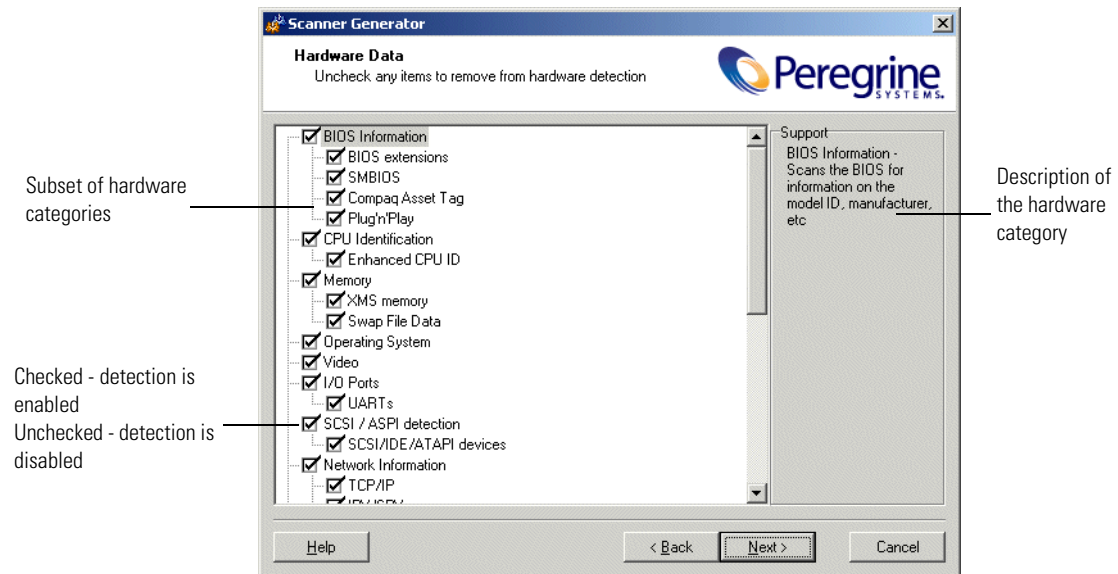 Scanner Generator
Hardware Data
Uncheck any items to remove from hardware detection
Peregrine
SYSTEMS.
BIOS Information
BIOS extensions
SMBIOS
Compaq Asset Tag
Plug'n'Play
CPU Identification
Enhanced CPU ID
Memory
XMS memory
Swap File Data
Operating System
Video
I/O Ports
UARTs
SCSI / ASPI detection
SCSI/IDE/ATAPI devices
Network Information
TCP/IP
Support
BIOS Information -
Scans the BIOS for
information on the
model ID, manufacturer,
etc
Subset of hardware
categories
Checked - detection is
enabled
Unchecked - detection is
disabled
Description of
the hardware
category
Help
< Back
Next >
Cancel